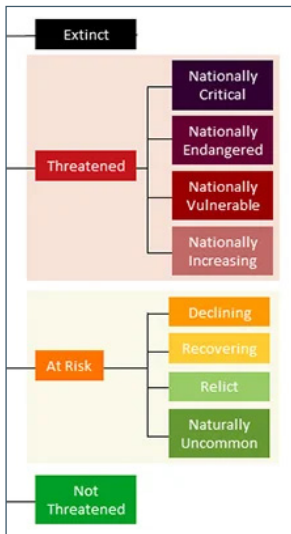 Extinct
Nationally
Critical
Nationally
Endangered
Threatened
Nationally
Vulnerable
Nationally
Increasing
Declining
Recovering
At Risk
Relict
Naturally
Uncommon
Not
Threatened